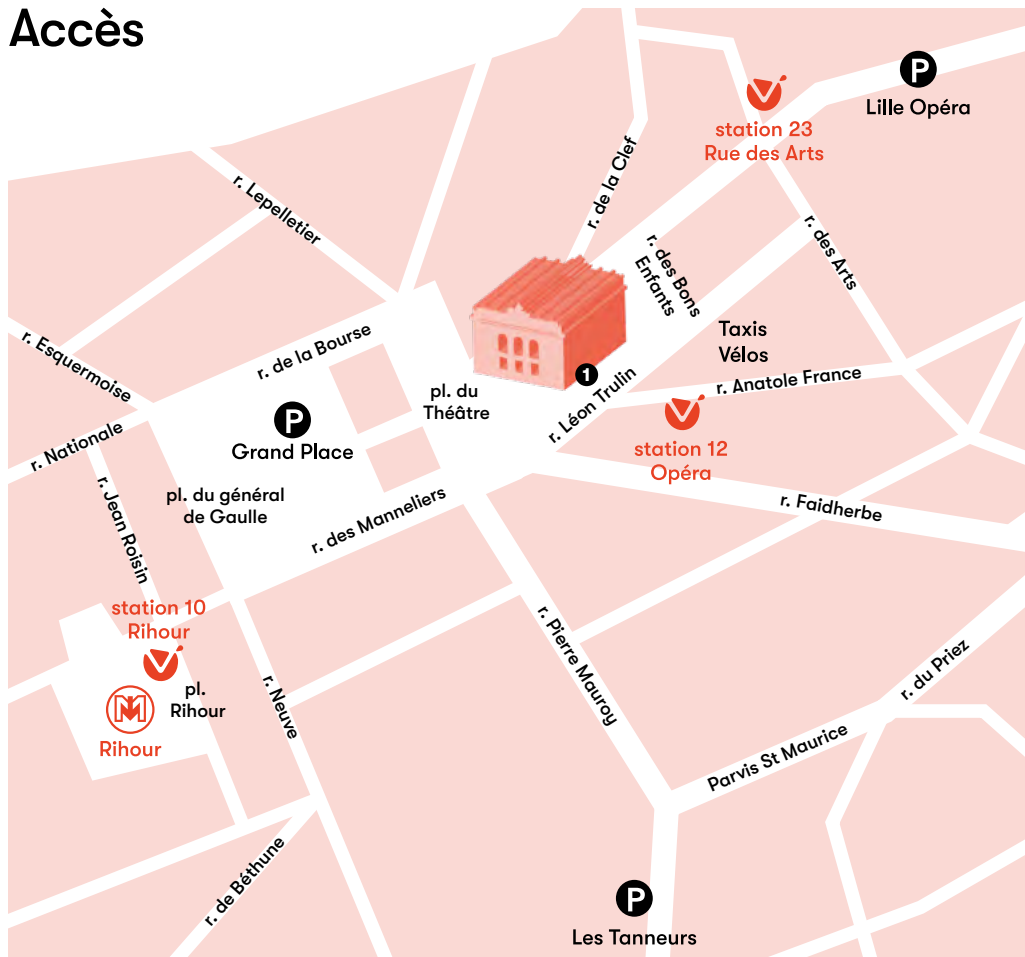 Accès
P
Lille Opéra
station 23
Rue des Arts
r. de la Clef
r. Lepelletier
r. des Bons
Enfants
r. des Arts
r. Esquermoise
r. de la Bourse
Taxis
Vélos
1
r. Anatole France
pl. du
Théâtre
r. Léon Trulin
P
Grand Place
r. Nationale
station 12
Opéra
r. Jean Roisin
pl. du général
de Gaulle
r. des Manneliers
r. Faidherbe
station 10
Rihour
r. Pierre Mauroy
r. du Priez
pl.
Rihour
M
Rihour
r. Neuve
Parvis St Maurice
r. de Béthune
P
Les Tanneurs